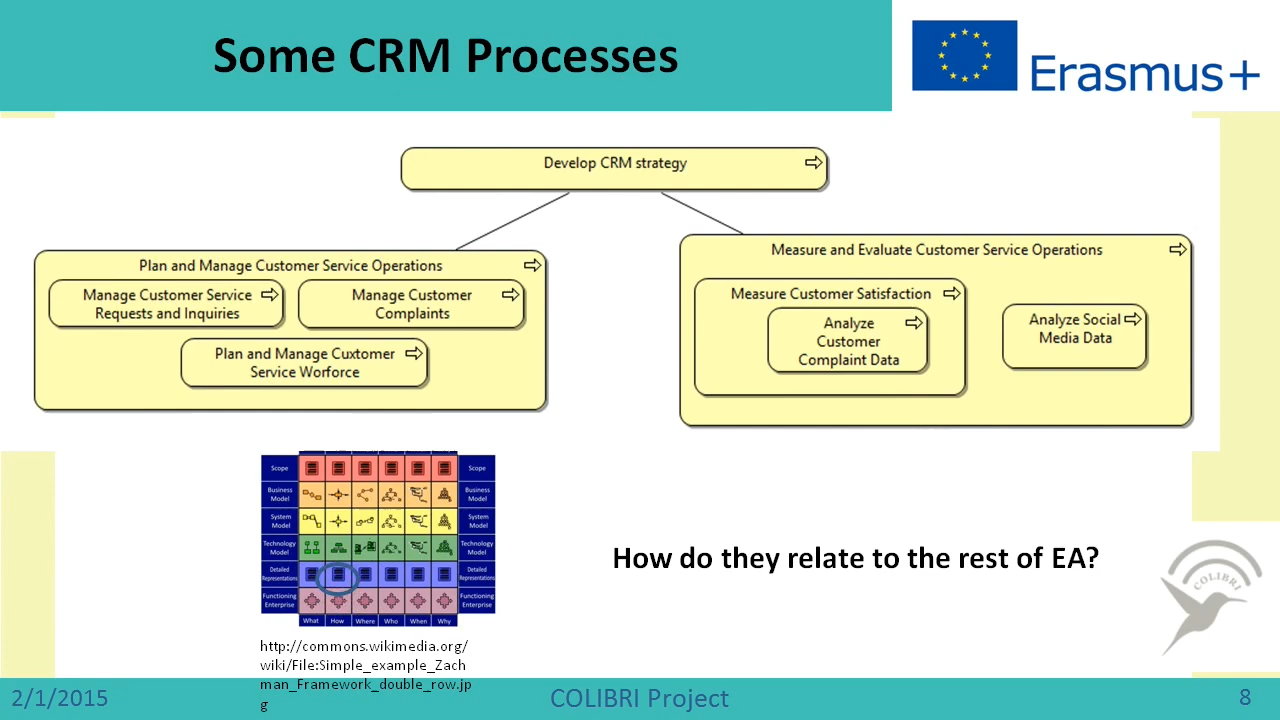 Some CRM Processes
Erasmus+
Develop CRM strategy
Plan and Manage Customer Service Operations
Manage Customer Service
Requests and Inquiries
Manage Customer
Complaints
Plan and Manage Cuxtomer
Service Worforce
Measure and Evaluate Customer Service Operations
Measure Customer Satisfaction
Analyze
Customer
Complaint Data
Analyze Social
Media Data
Scope
Scope
Business
Model
Business
Model
System
Model
System
Model
Technology
Model
Technology
Model
Detailed
Representations
Detailed
Representations
Functioning
Enterprise
Functioning
Enterprise
What How Where Who When Why
How do they relate to the rest of EA?
COLIBRI
http://commons.wikimedia.org/
wiki/File:Simple_example_Zach
man_Framework_double_row.jp
g
2/1/2015
COLIBRI Project
8